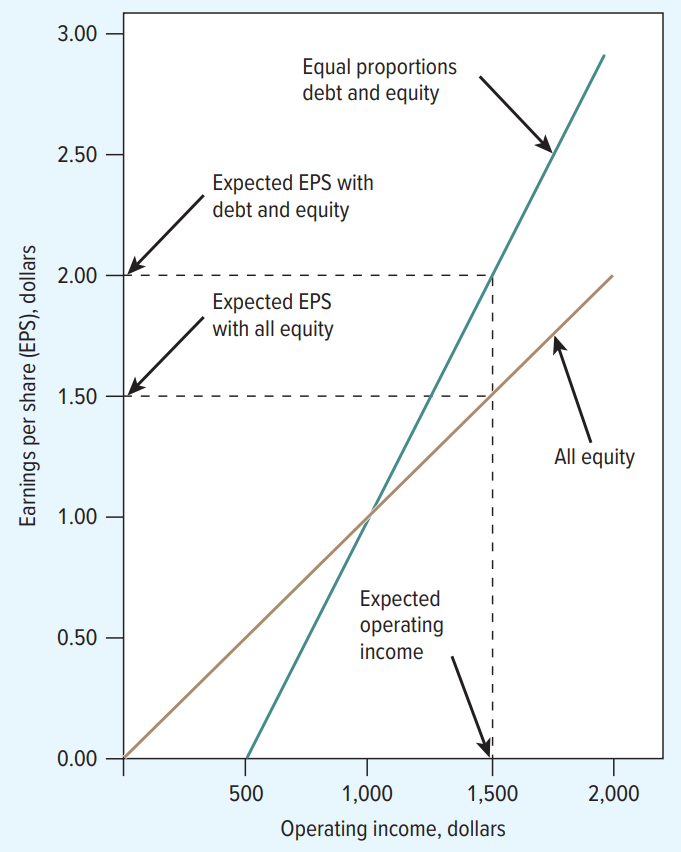 3.00
Equal proportions
debt and equity
2.50
Expected EPS with
debt and equity
2.00
Expected EPS
with all equity
1.50
All equity
1.00
Expected
operating
income
0.50
0.00
500
1,000
1,500
2,000
Operating income, dollars
Earnings per share (EPS), dollars